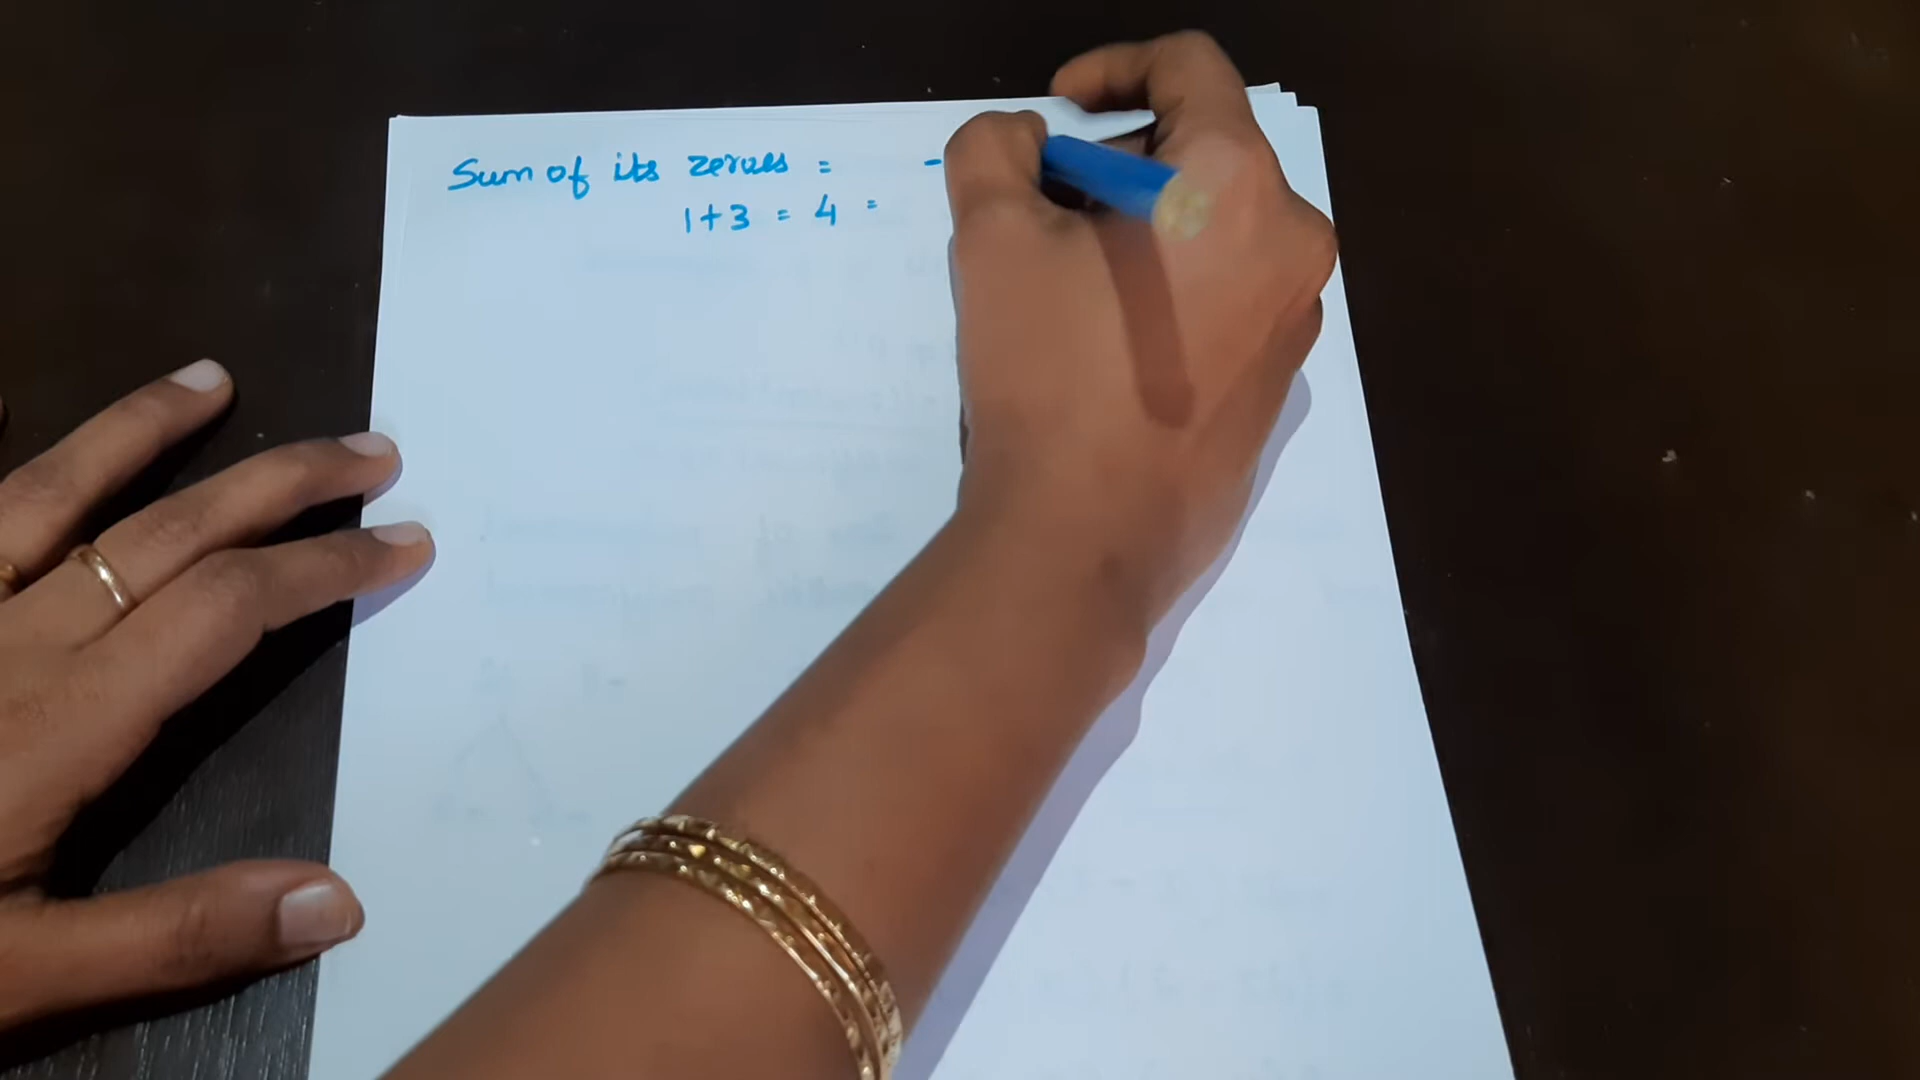 Sum of its zeroes = -
1+3 = 4 =